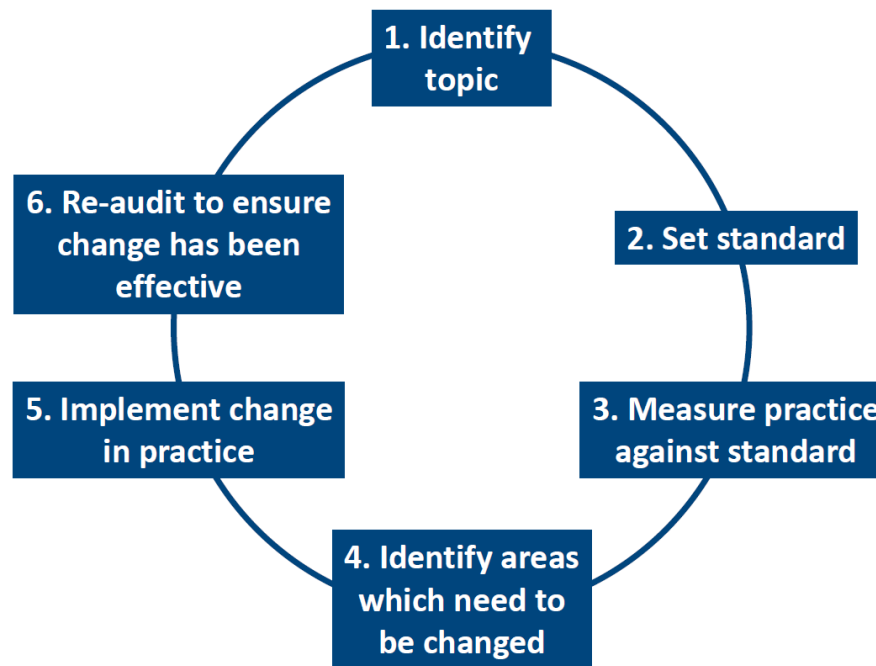 1. Identify
topic
2. Set standard
3. Measure practice
against standard
4. Identify areas
which need to
be changed
5. Implement change
in practice
6. Re-audit to ensure
change has been
effective